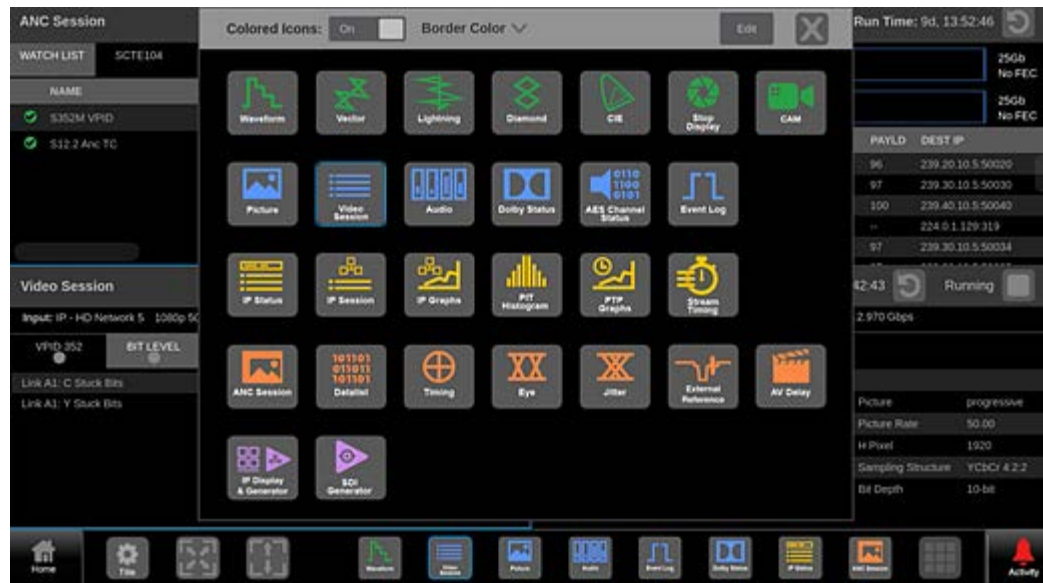 ANC Session
Colored Icons: On Border Color Edit X
Run Time: 9d, 13:52:46
WATCH LIST SCTE104
NAME
S352M VPID
S12.2 Anc TC
25Gb
No FEC
25Gb
No FEC
PAYLD DEST IP
96 239.20.10.5:50020
97 239.30.10.5:50030
100 239.40.10.5:50040
-- 224.0.1.129:319
97 239.30.10.5:50034
Waveform Vector Lightning Diamond CIE Stop Display CAM
Picture Video Session Audio Dolby Status AES Channel Status Event Log
0110
1100
0101
IP Status IP Session IP Graphs PIT Histogram PTP Graphs Stream Timing
101101
011011
101101
ANC Session Datalist Timing Eye Jitter External Reference AV Delay
IP Display & Generator SDI Generator
Video Session
42:43 Running
Input: IP - HD Network 5 1080p 50
2.970 Gbps
VPID 352 BIT LEVEL
Link A1: C Stuck Bits
Link A1: Y Stuck Bits
Picture progressive
Picture Rate 50.00
H Pixel 1920
Sampling Structure YCbCr 4:2:2
Bit Depth 10-bit
Home Tile Waveform Video Session Picture Audio Event Log Dolby Status IP Status ANC Session Activity